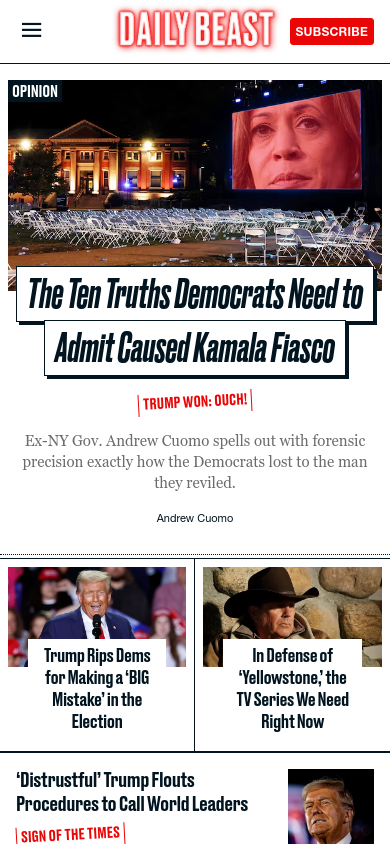 DAILY BEAST
SUBSCRIBE
OPINION
The Ten Truths Democrats Need to
Admit Caused Kamala Fiasco
TRUMP WON: OUCH!
Ex-NY Gov. Andrew Cuomo spells out with forensic
precision exactly how the Democrats lost to the man
they reviled.
Andrew Cuomo
Trump Rips Dems
for Making a ‘BIG
Mistake’ in the
Election
In Defense of
‘Yellowstone,’ the
TV Series We Need
Right Now
‘Distrustful’ Trump Flouts
Procedures to Call World Leaders
SIGN OF THE TIMES